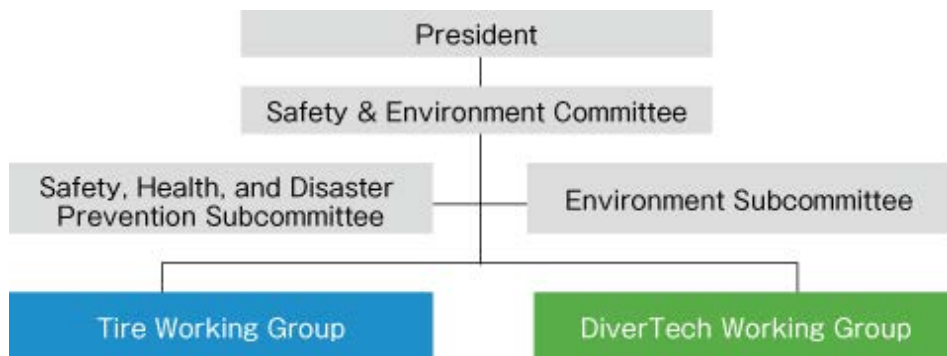 President
Safety & Environment Committee
Safety, Health, and Disaster
Prevention Subcommittee
Environment Subcommittee
Tire Working Group
DiverTech Working Group